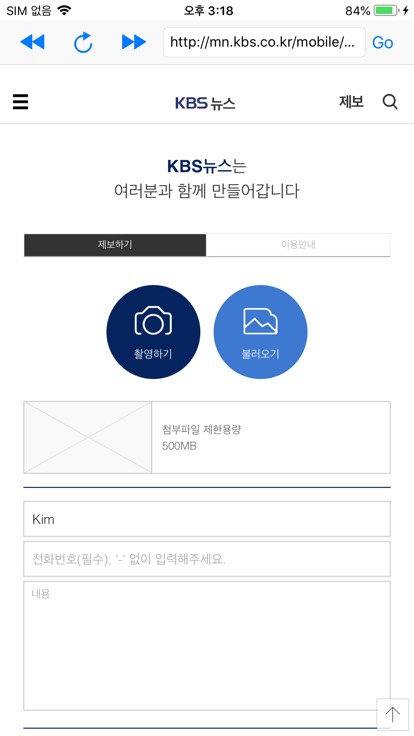 SIM 없음 오후 3:18 84%
http://mn.kbs.co.kr/mobile/... Go
KBS 뉴스 제보
KBS뉴스는
여러분과 함께 만들어갑니다
제보하기 이용안내
촬영하기 불러오기
첨부파일 제한용량
500MB
Kim
전화번호(필수), '-' 없이 입력해주세요.
내용